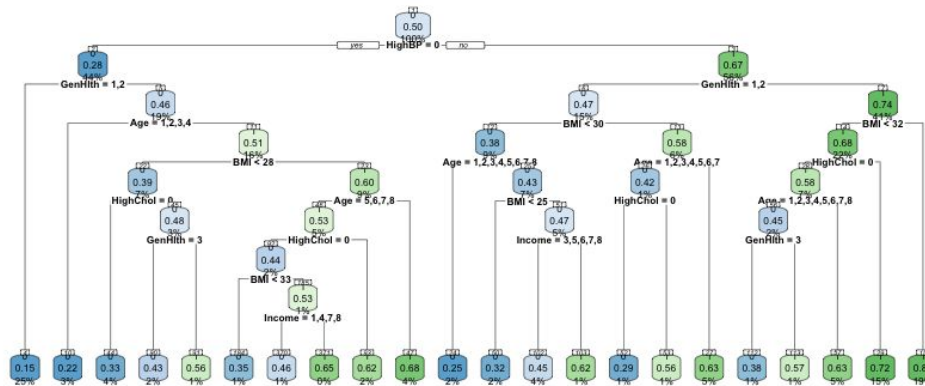 0.50
100%
yes HighBP = 0 no
0.28
44%
GenHlth = 1,2
0.67
56%
GenHlth = 1,2
0.46
19%
Age = 1,2,3,4
0.47
15%
BMI < 30
0.74
41%
BMI < 32
0.51
16%
BMI < 28
0.38
9%
Age = 1,2,3,4,5,6,7,8
0.58
6%
Age = 1,2,3,4,5,6,7
0.68
22%
HighChol = 0
0.39
7%
HighChol = 0
0.60
9%
Age = 5,6,7,8
0.43
7%
BMI < 25
0.42
1%
HighChol = 0
0.58
7%
Age = 1,2,3,4,5,6,7,8
0.48
3%
GenHlth = 3
0.53
5%
HighChol = 0
0.47
5%
Income = 3,5,6,7,8
0.45
2%
GenHlth = 3
0.44
2%
BMI < 33
0.53
1%
Income = 1,4,7,8
0.15 0.22 0.33 0.43 0.56 0.35 0.46 0.65 0.62 0.68 0.25 0.32 0.45 0.62 0.29 0.56 0.63 0.38 0.57 0.63 0.72
25% 3% 4% 2% 1% 1% 1% 0% 2% 4% 2% 2% 4% 1% 1% 1% 5% 1% 1% 5% 15% 19